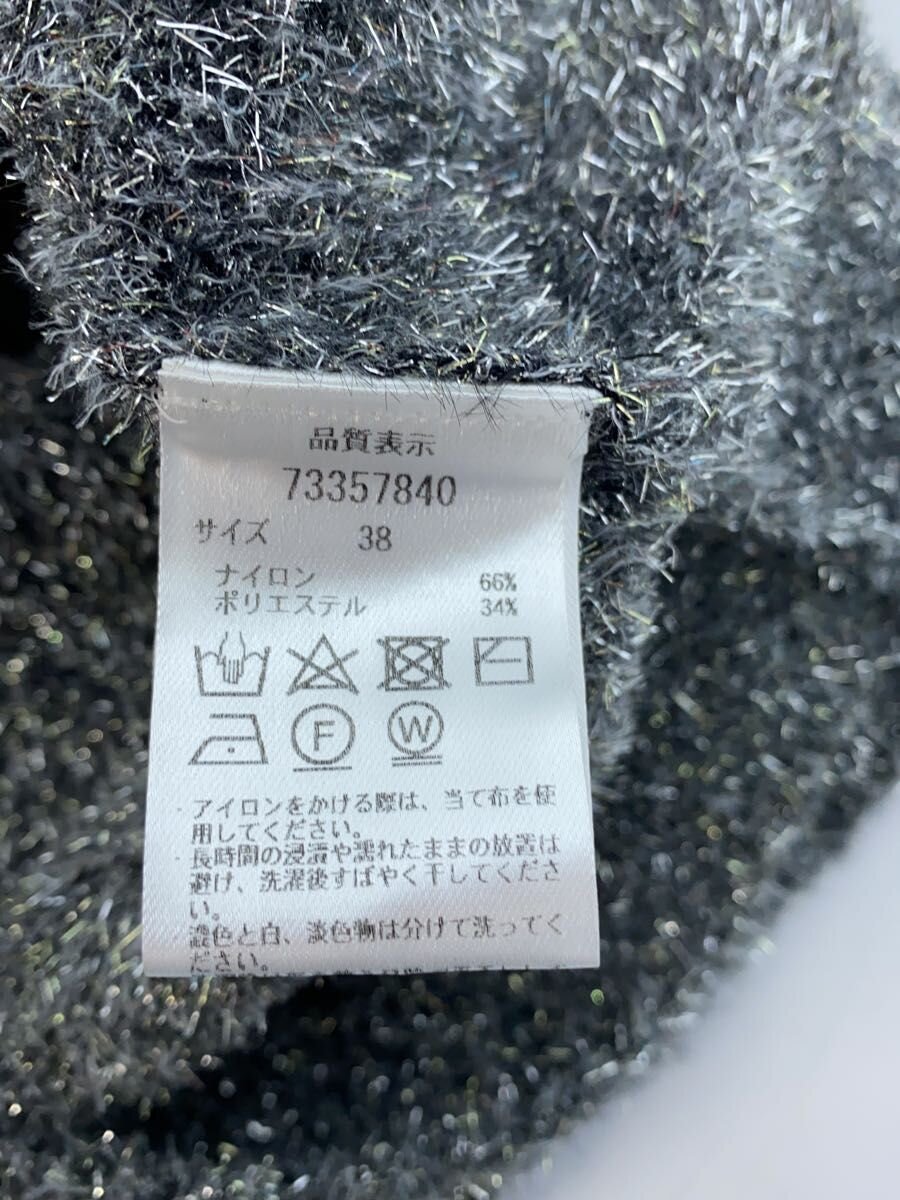 品質表示
73357840
サイズ 38
ナイロン 66%
ポリエステル 34%
F W
アイロンをかける際は、当て布を使
用してください。
長時間の浸漬や濡れたままの放置は
避け、洗濯後すばやく干してくださ
い。
濃色と白、淡色物は分けて洗ってく
ださい。